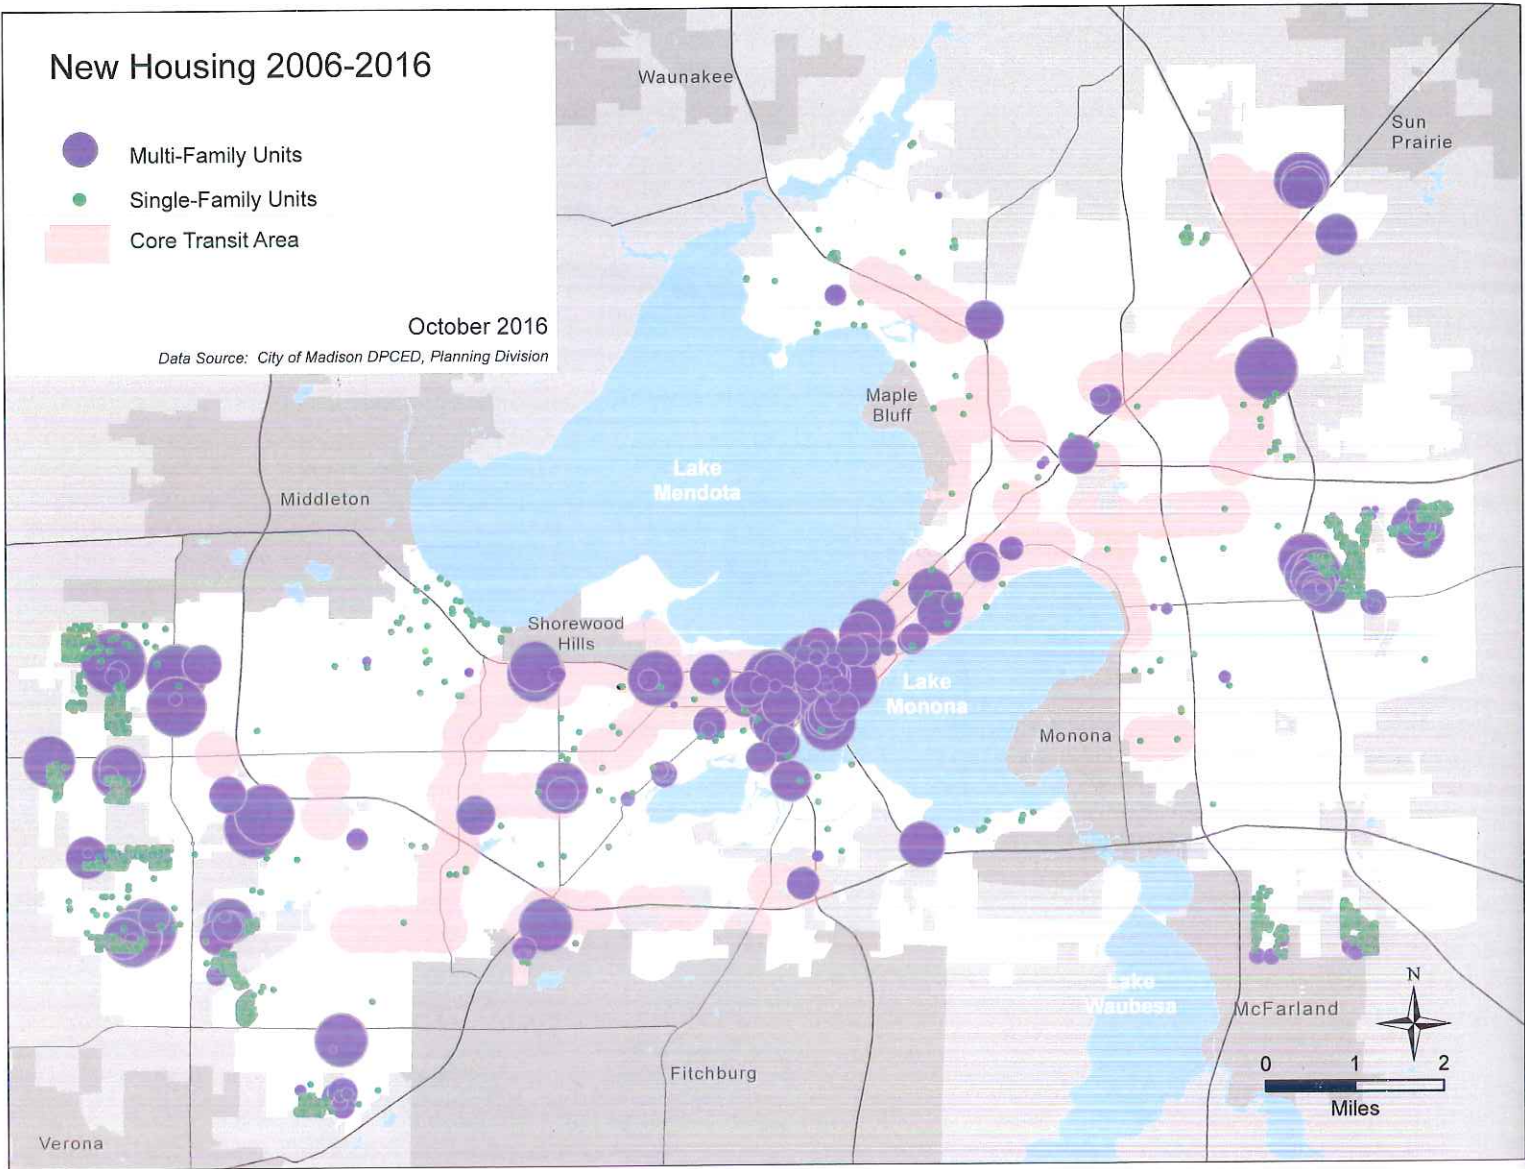 New Housing 2006-2016
Multi-Family Units
Single-Family Units
Core Transit Area
October 2016
Data Source: City of Madison DPCED, Planning Division
Waunakee
Sun
Prairie
Maple
Bluff
Lake
Mendota
Middleton
Shorewood
Hills
Lake
Monona
Monona
Lake
Waubesa
McFarland
Fitchburg
Verona
N
0 1 2
Miles